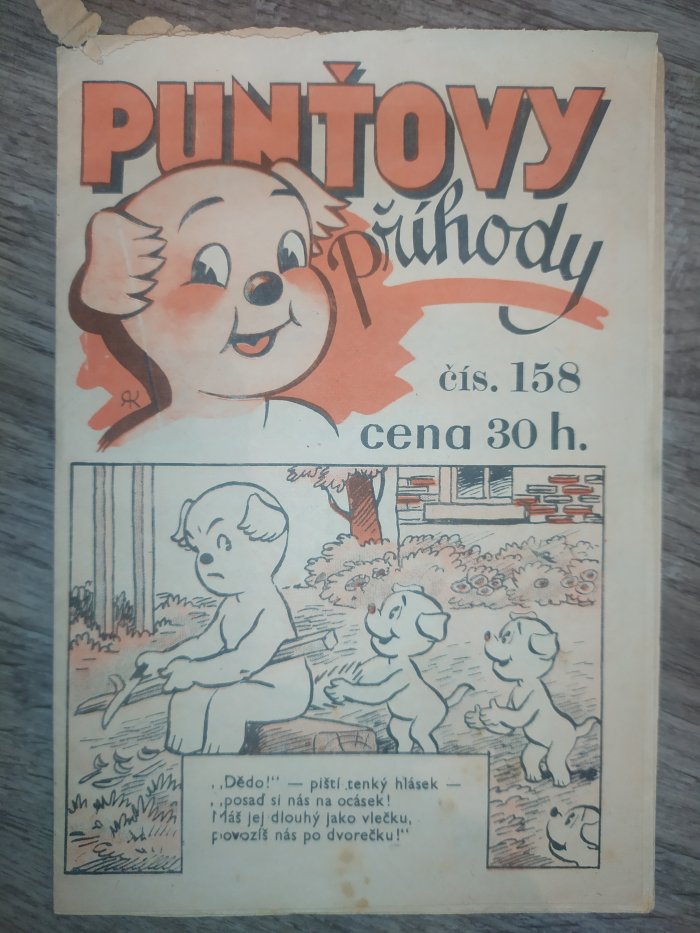 PUNŤOVY
příhody
čís. 158
cena 30 h.
,,Dědo!“ — piští tenký hlásek —
,,posaď si nás na ocásek!
Máš jej dlouhý jako vlečku,
povozíš nás po dvorečku!“